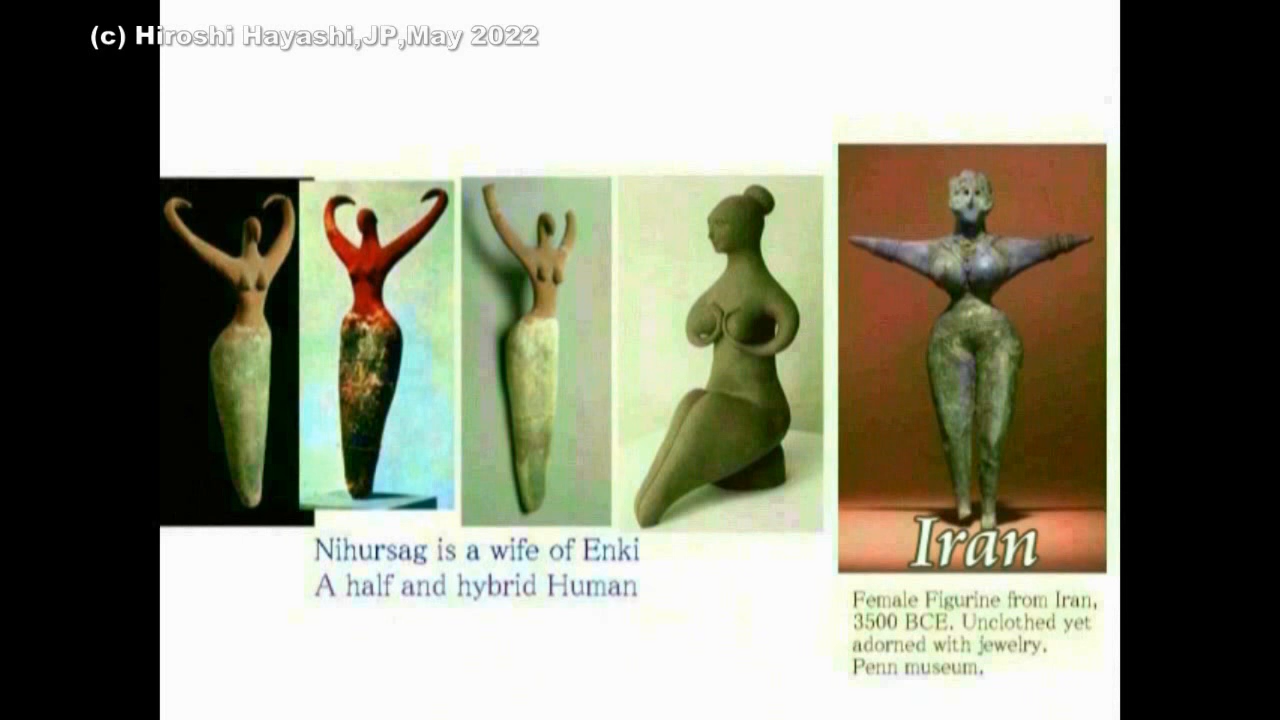 (c) Hiroshi Hayashi,JP,May 2022
Nihursag is a wife of Enki
A half and hybrid Human
Iran
Female Figurine from Iran,
3500 BCE. Unclothed yet
adorned with jewelry.
Penn museum.